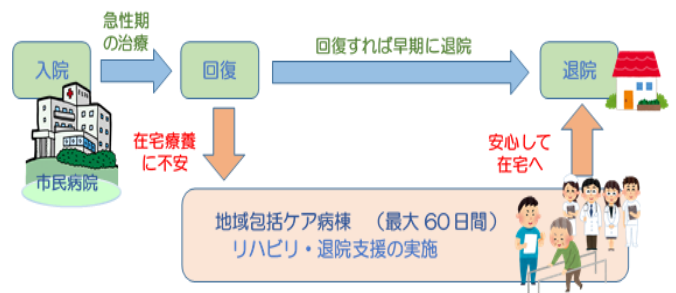 急性期
の治療
入院
回復
回復すれば早期に退院
退院
市民病院
在宅療養
に不安
安心して
在宅へ
地域包括ケア病棟　（最大60日間）
リハビリ・退院支援の実施